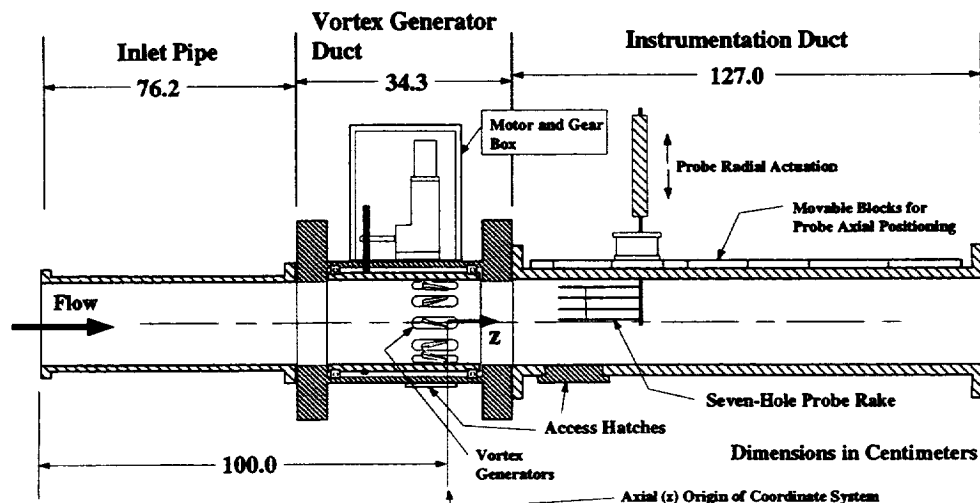 Vortex Generator
Duct
Inlet Pipe
Instrumentation Duct
76.2
34.3
127.0
Motor and Gear
Box
Probe Radial Actuation
Movable Blocks for
Probe Axial Positioning
Flow
z
Seven-Hole Probe Rake
Access Hatches
Vortex
Generators
100.0
Dimensions in Centimeters
Axial (z) Origin of Coordinate System